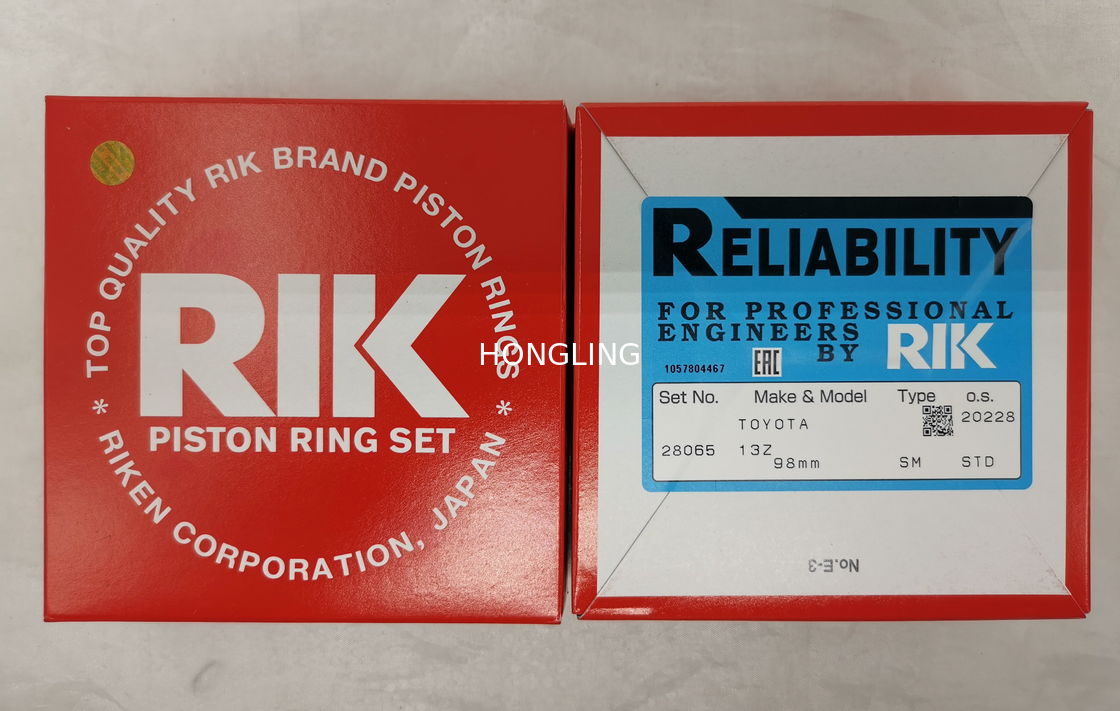 TOP QUALITY RIK BRAND PISTON RINGS
RIK
PISTON RING SET
* RIKEN CORPORATION, JAPAN *
HONGLING
RELIABILITY
FOR PROFESSIONAL
ENGINEERS
BY RIK
1057804467 EAC
Set No. Make & Model Type o.s.
TOYOTA 20228
28065 13Z
98mm SM STD
No.E-3